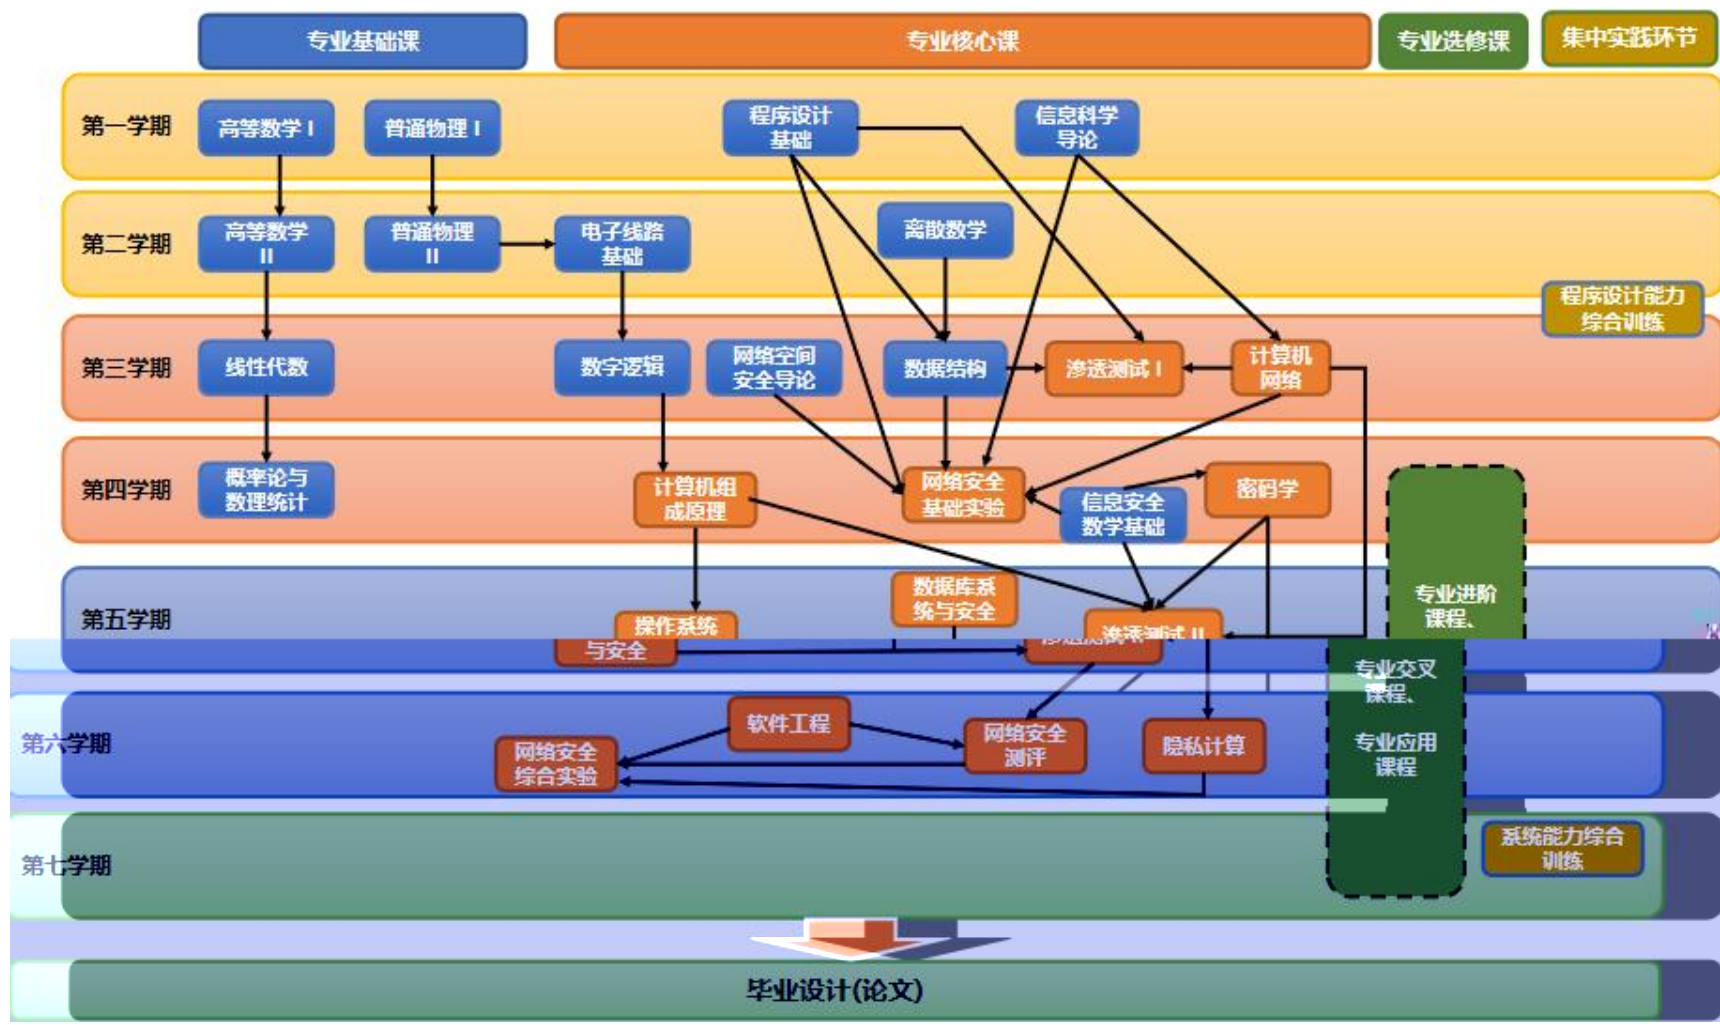 专业基础课
专业核心课
专业选修课
集中实践环节
第一学期
高等数学 I
普通物理 I
程序设计
基础
信息科学
导论
第二学期
高等数学
II
普通物理
II
电子线路
基础
离散数学
程序设计能力
综合训练
第三学期
线性代数
数字逻辑
网络空间
安全导论
数据结构
渗透测试 I
计算机
网络
第四学期
概率论与
数理统计
计算机组
成原理
网络安全
基础实验
信息安全
数学基础
密码学
第五学期
操作系统
与安全
数据库系
统与安全
渗透测试 II
专业进阶
课程、
专业交叉
课程、
专业应用
课程
第六学期
网络安全
综合实验
软件工程
网络安全
测评
隐私计算
第七学期
系统能力综合
训练
毕业设计(论文)